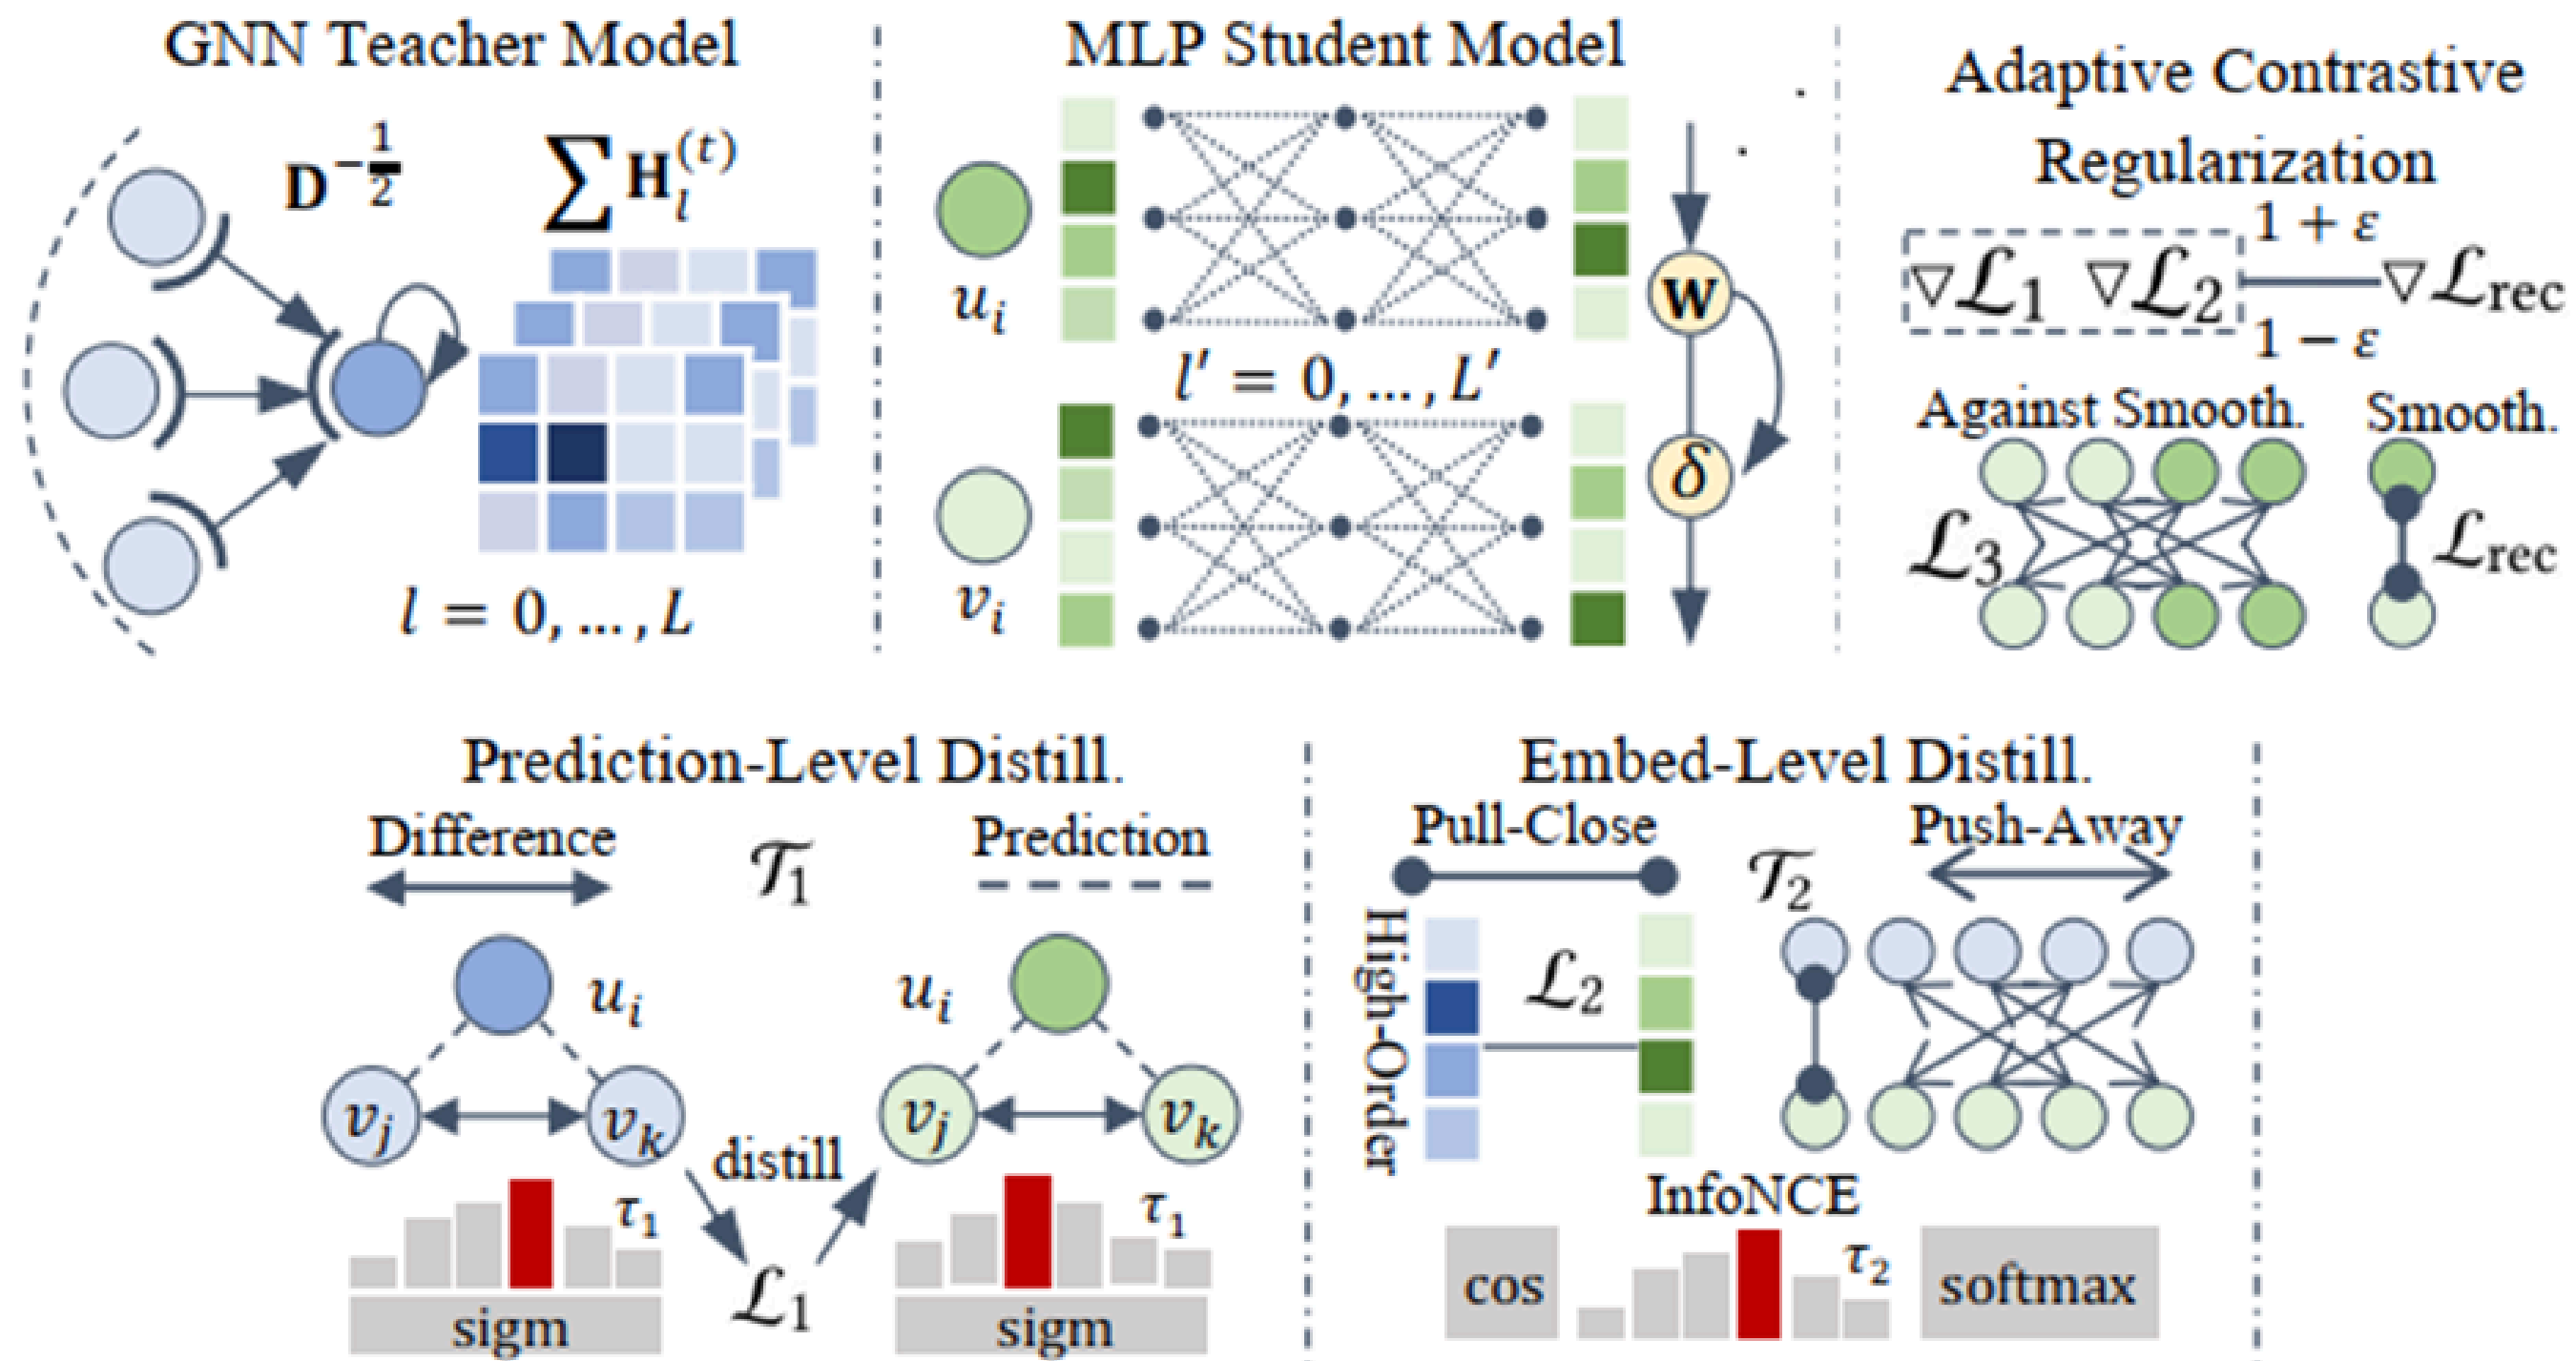 GNN Teacher Model
D^{-1/2}
∑H_l^{(t)}
l = 0, ... , L
MLP Student Model
u_i
l′ = 0, ... , L′
v_i
W
δ
Adaptive Contrastive
Regularization
1 + ε
▽ℒ_1 ▽ℒ_2
▽ℒ_rec
1 − ε
Against Smooth.
Smooth.
ℒ_3
ℒ_rec
Prediction-Level Distill.
Difference
𝒯_1
Prediction
u_i
u_i
v_j
v_k
v_j
v_k
distill
τ_1
τ_1
ℒ_1
sigm
sigm
Embed-Level Distill.
Pull-Close
Push-Away
𝒯_2
High-Order
ℒ_2
InfoNCE
cos
τ_2
softmax